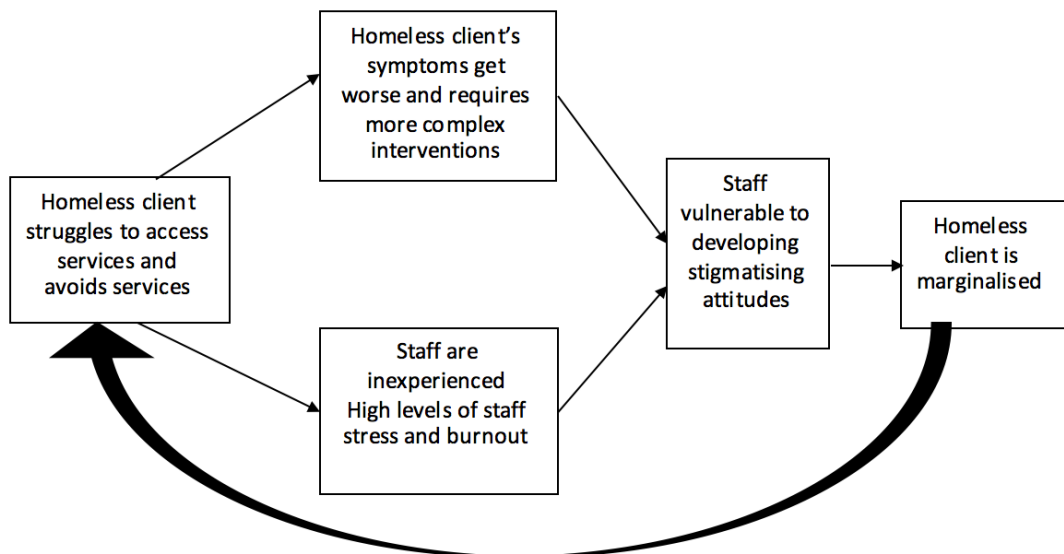 Homeless client's
symptoms get
worse and requires
more complex
interventions
Homeless client
struggles to access
services and
avoids services
Staff are
inexperienced
High levels of staff
stress and burnout
Staff
vulnerable to
developing
stigmatising
attitudes
Homeless
client is
marginalised